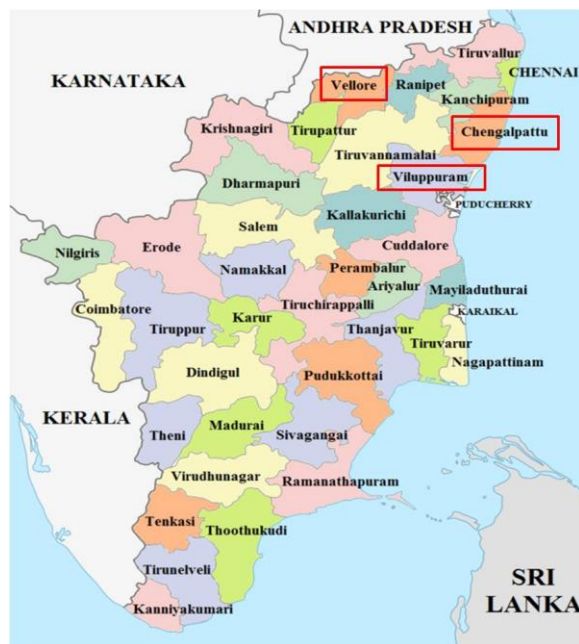 ANDHRA PRADESH
KARNATAKA
Tiruvallur
CHENNAI
Vellore
Ranipet
Kanchipuram
Krishnagiri
Tirupattur
Chengalpattu
Tiruvannamalai
Viluppuram
Dharmapuri
PUDUCHERRY
Kallakurichi
Salem
Cuddalore
Nilgiris
Erode
Namakkal
Perambalur
Ariyalur
Mayiladuthurai
Coimbatore
Tiruchirappalli
KARAIKAL
Karur
Tiruppur
Thanjavur
Tiruvarur
Nagapattinam
Dindigul
Pudukkottai
KERALA
Madurai
Theni
Sivagangai
Virudhunagar
Ramanathapuram
Tenkasi
Thoothukudi
Tirunelveli
SRI
LANKA
Kanniyakumari